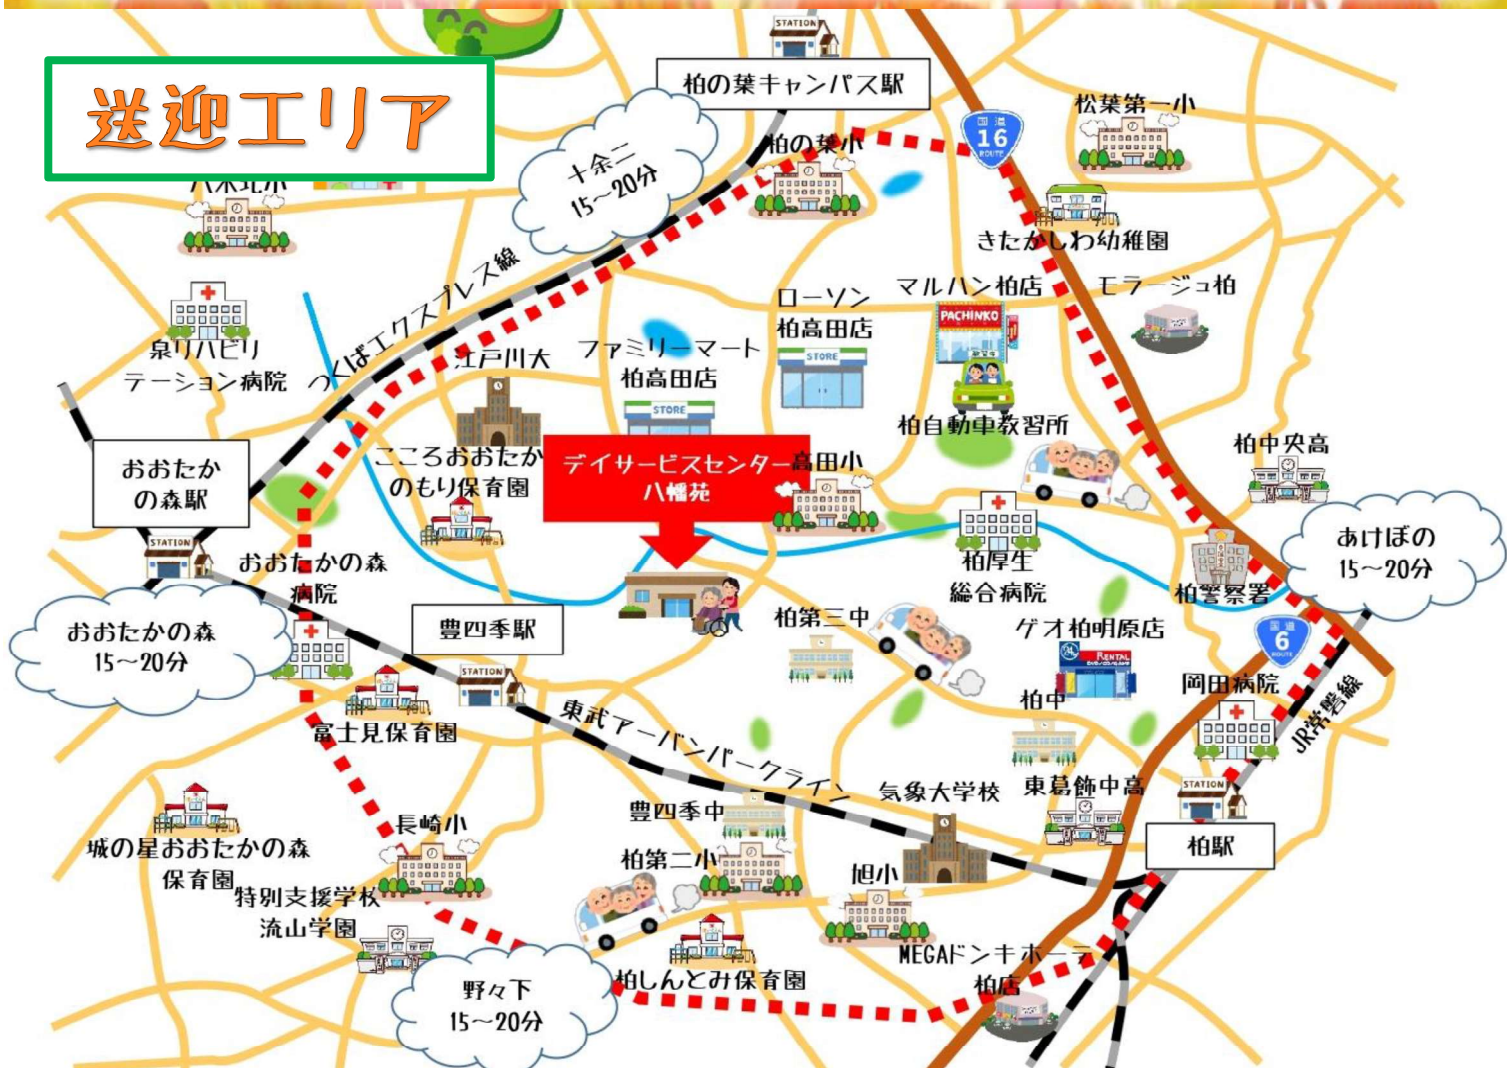 送迎エリア
STATION
柏の葉キャンパス駅
国道
16
ROUTE
松葉第一小
柏の葉小
十余二
15～20分
八木北小
きたかしわ幼稚園
つくばエクスプレス線
マルハン柏店
モラージュ柏
ローソン
柏高田店
PACHINKO
STORE
泉リハビリ
テーション病院
江戸川大
ファミリーマート
柏高田店
STORE
柏自動車教習所
柏中央高
おおたか
の森駅
STATION
こころおおたか
のもり保育園
デイサービスセンター
八幡苑
高田小
おおたかの森
病院
柏厚生
総合病院
柏警察署
あけぼの
15～20分
おおたかの森
15～20分
豊四季駅
STATION
柏第三中
ゲオ柏明原店
RENTAL
国道
6
ROUTE
岡田病院
JR常磐線
柏中
富士見保育園
東武アーバンパークライン
気象大学校
東葛飾中高
STATION
柏駅
豊四季中
長崎小
城の星おおたかの森
保育園
柏第二小
旭小
特別支援学校
流山学園
柏しんとみ保育園
MEGAドンキホーテ
柏店
野々下
15～20分